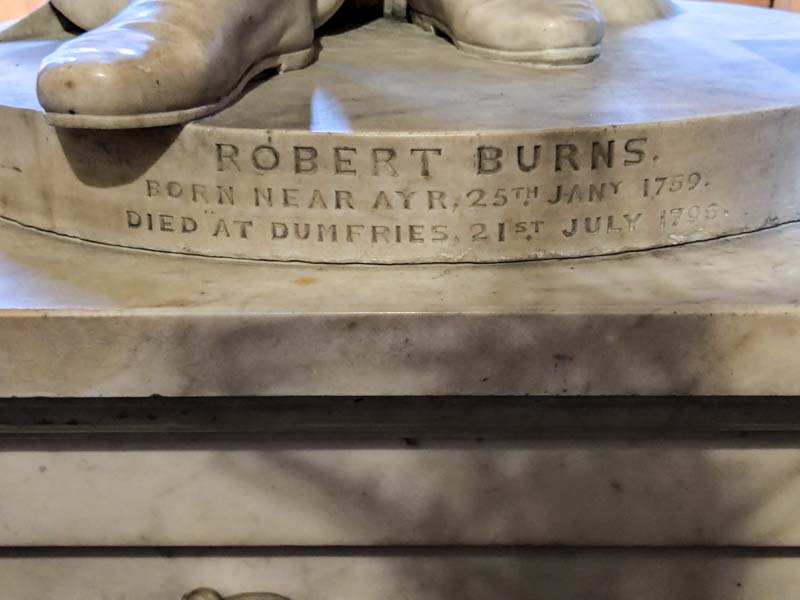 ROBERT BURNS.
BORN NEAR AYR, 25TH JANY 1759.
DIED AT DUMFRIES, 21ST JULY 1796.